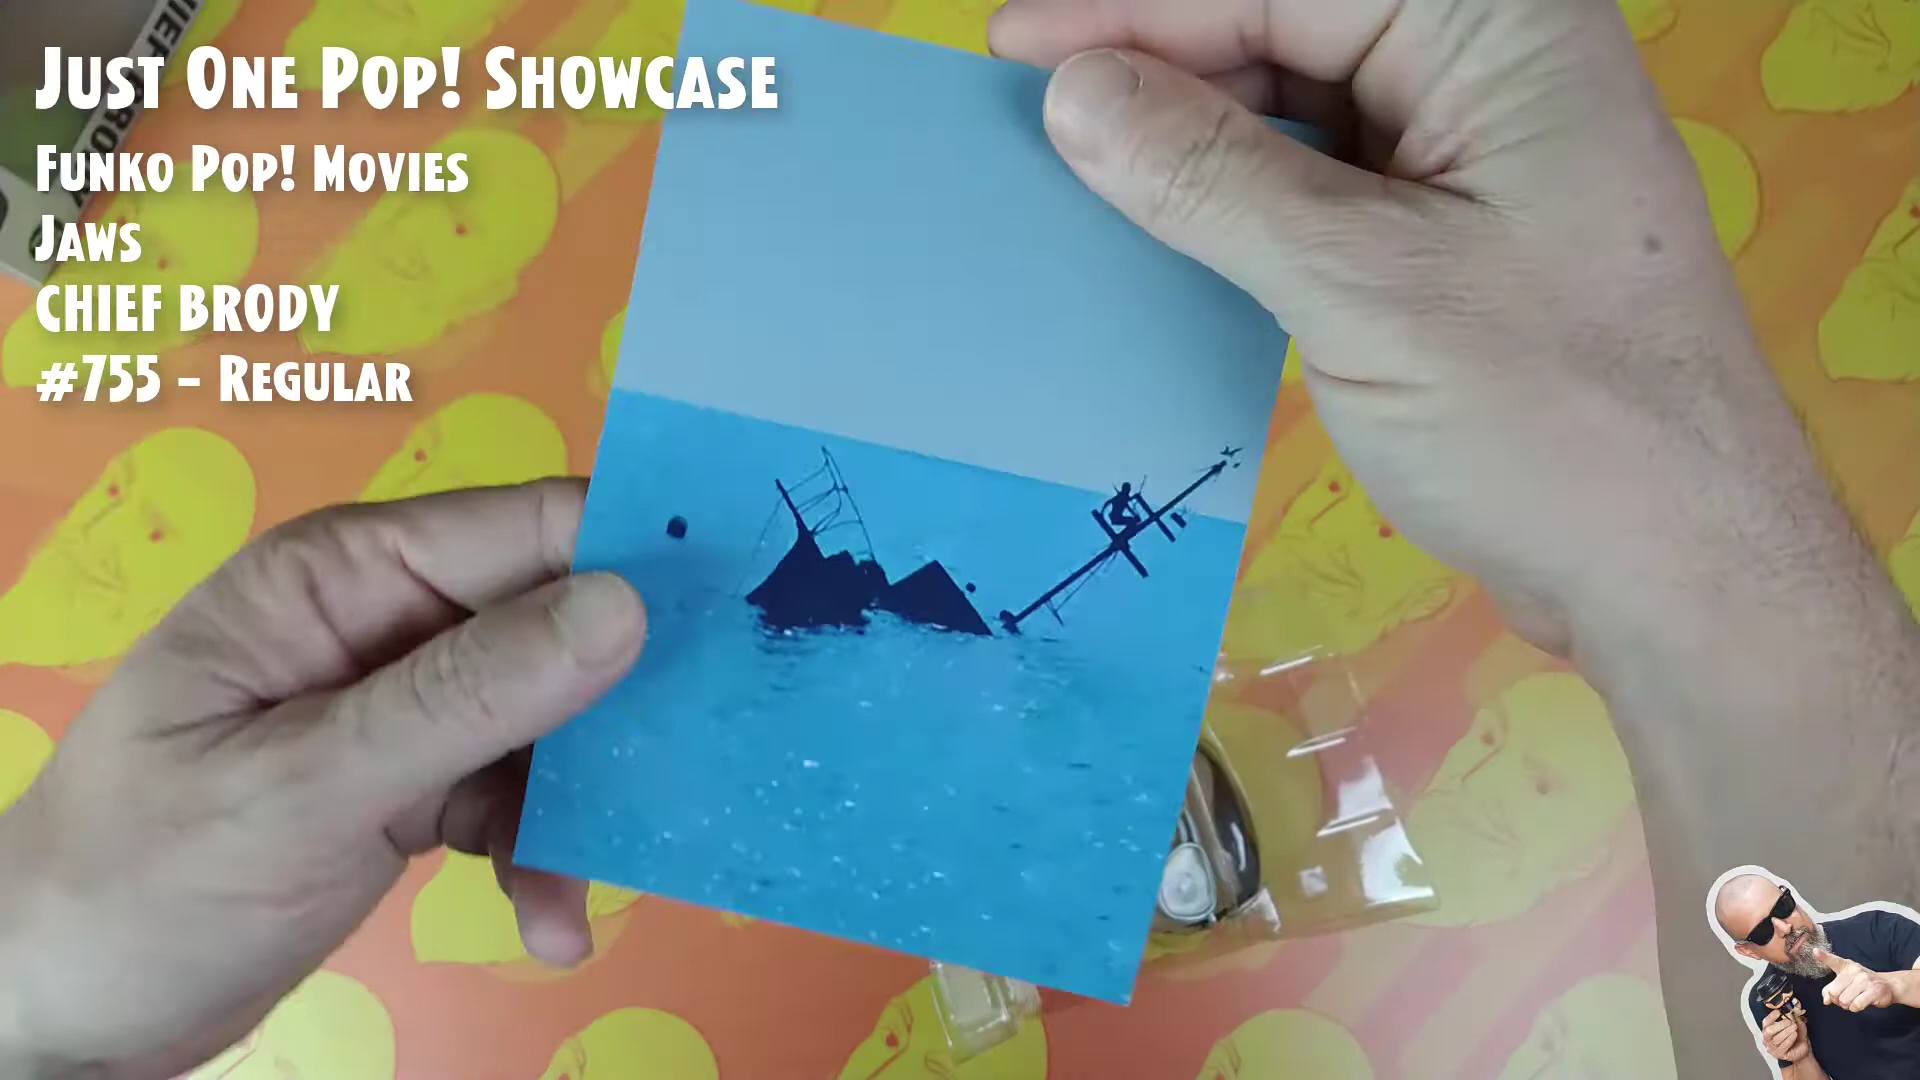 Just One Pop! Showcase
Funko Pop! Movies
Jaws
CHIEF BRODY
#755 - Regular